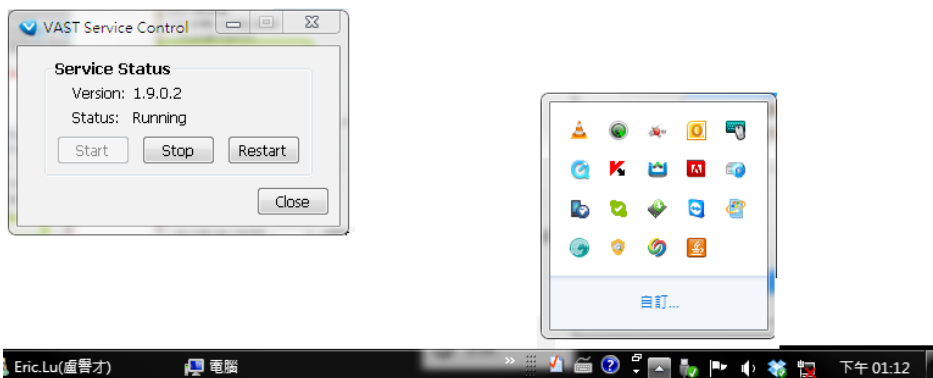 VAST Service Control
Service Status
Version: 1.9.0.2
Status: Running
Start Stop Restart
Close
自訂...
Eric.Lu(盧譽才) 電腦 下午 01:12